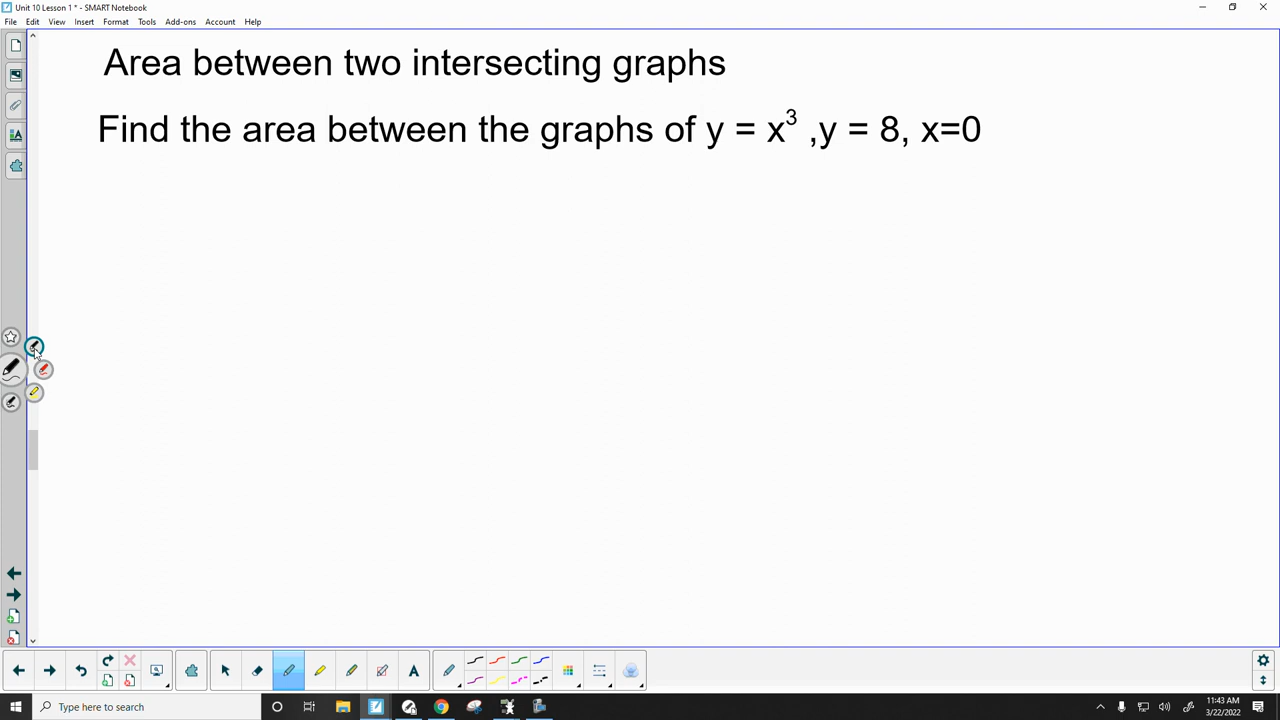 Unit 10 Lesson 1 * - SMART Notebook
File Edit View Insert Format Tools Add-ons Account Help
Area between two intersecting graphs
Find the area between the graphs of y = x³ ,y = 8, x=0
A
Type here to search
11:43 AM
3/22/2022